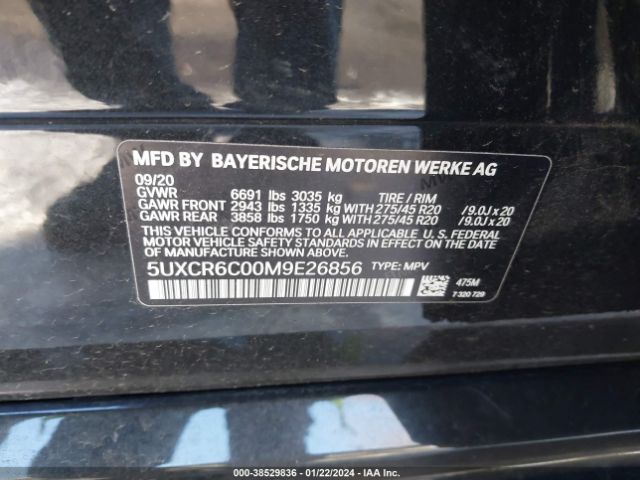 MFD BY BAYERISCHE MOTOREN WERKE AG
09/20
GVWR 6691 lbs 3035 kg TIRE / RIM
GAWR FRONT 2943 lbs 1335 kg WITH 275/45 R20 / 9.0J x 20
GAWR REAR 3858 lbs 1750 kg WITH 275/45 R20 / 9.0J x 20
THIS VEHICLE CONFORMS TO ALL APPLICABLE U. S. FEDERAL
MOTOR VEHICLE SAFETY STANDARDS IN EFFECT ON THE DATE
OF MANUFACTURE SHOWN ABOVE.
5UXCR6C00M9E26856 TYPE: MPV
475M
7 320 729
000-38529836 - 01/22/2024 - IAA Inc.